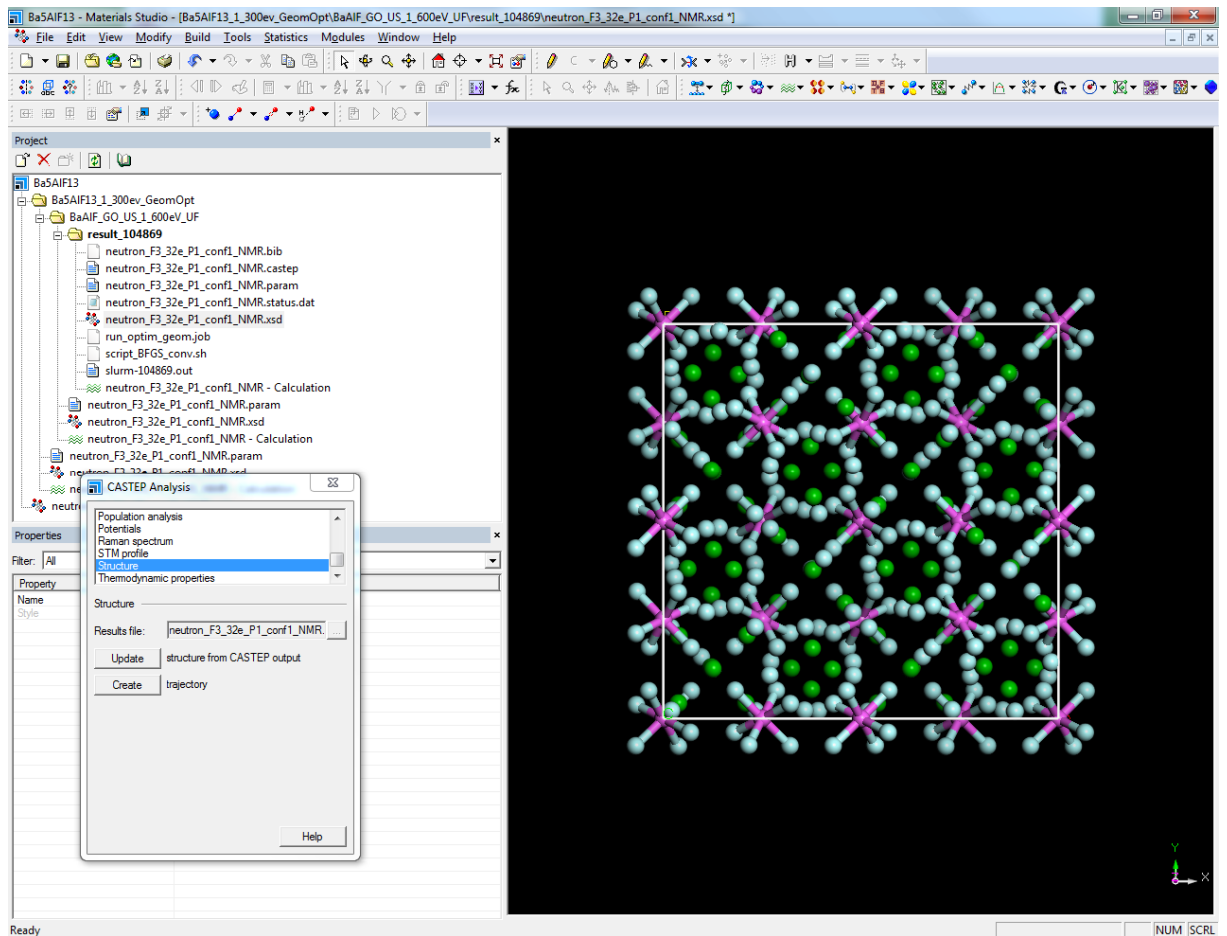 Ba5AlF13 - Materials Studio - [Ba5AlF13_1_300ev_GeomOpt\BaAlF_GO_US_1_600eV_UF\result_104869\neutron_F3_32e_P1_conf1_NMR.xsd *]
File Edit View Modify Build Tools Statistics Modules Window Help
Project
Ba5AlF13
Ba5AlF13_1_300ev_GeomOpt
BaAlF_GO_US_1_600eV_UF
result_104869
neutron_F3_32e_P1_conf1_NMR.bib
neutron_F3_32e_P1_conf1_NMR.castep
neutron_F3_32e_P1_conf1_NMR.param
neutron_F3_32e_P1_conf1_NMR.status.dat
neutron_F3_32e_P1_conf1_NMR.xsd
run_optim_geom.job
script_BFGS_conv.sh
slurm-104869.out
neutron_F3_32e_P1_conf1_NMR - Calculation
neutron_F3_32e_P1_conf1_NMR.param
neutron_F3_32e_P1_conf1_NMR.xsd
neutron_F3_32e_P1_conf1_NMR - Calculation
neutron_F3_32e_P1_conf1_NMR.param
neutron_F3_32e_P1_conf1_NMR.xsd
ne
neutr
CASTEP Analysis
Population analysis
Potentials
Raman spectrum
STM profile
Structure
Thermodynamic properties
Structure
Results file: neutron_F3_32e_P1_conf1_NMR. ...
Update structure from CASTEP output
Create trajectory
Help
Properties
Filter: All
Property
Name
Style
Y
X
Ready
NUM SCRL